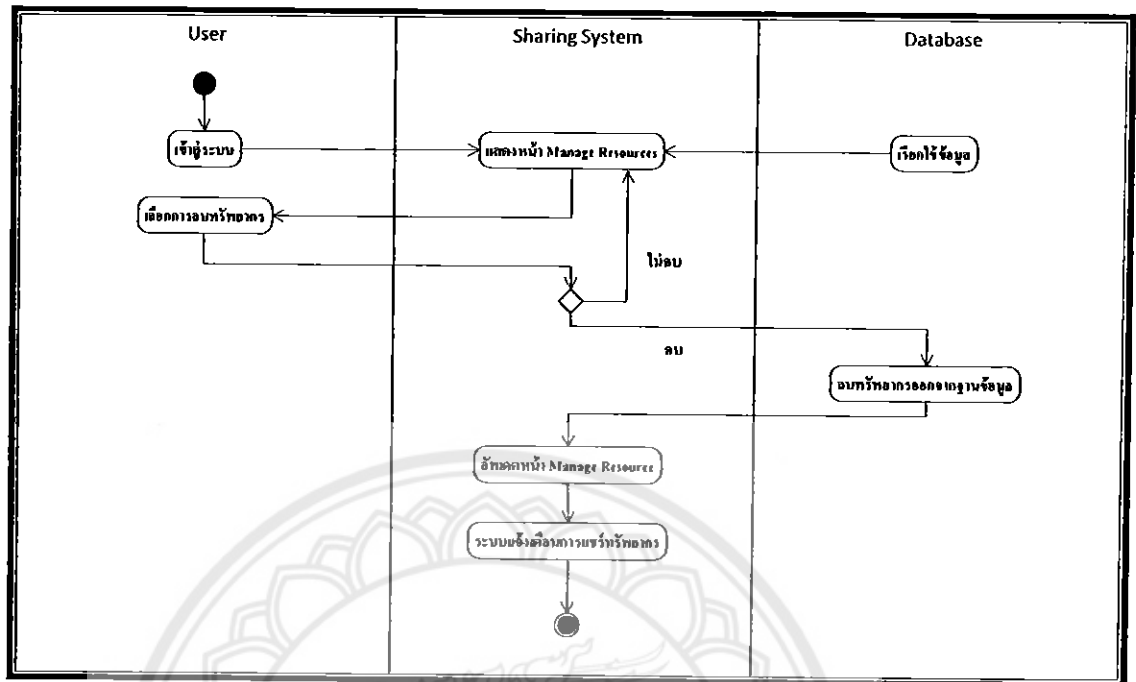 User
Sharing System
Database
เข้าสู่ระบบ
แสดงหน้า Manage Resources
เรียกใช้ข้อมูล
เลือกการลบทรัพยากร
ไม่ลบ
ลบ
ลบทรัพยากรออกจากฐานข้อมูล
อัพเดตหน้า Manage Resource
ระบบแจ้งเตือนการแชร์ทรัพยากร